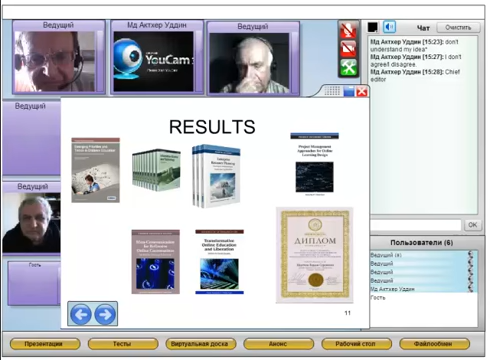 Ведущий
Мд Актхер Уддин
Ведущий
YouCam
Чат
Очистить
Мд Актхер Уддин [15:23]: don't
understand my idea*
Мд Актхер Уддин [15:27]: I don't
agree/ disagree.
Мд Актхер Уддин [15:28]: Chief
editor
Ведущий
Ведущий
Гость
RESULTS
Project Management
Approaches for Online
Learning Design
Transformative
Online Education
and Liberation
ДИПЛОМ
11
OK
Пользователи (6)
Ведущий (я)
Ведущий
Ведущий
Мд Актхер Уддин
Гость
Презентации
Тесты
Виртуальная доска
Анонс
Рабочий стол
Файлообмен